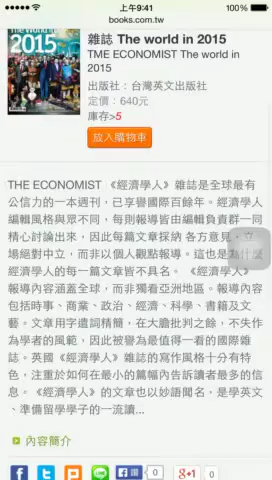 上午9:41
100%
books.com.tw
The World in
2015
雜誌 The world in 2015
TME ECONOMIST The world in
2015
出版社：台灣英文出版社
定價：640元
庫存>5
放入購物車
THE ECONOMIST 《經濟學人》雜誌是全球最有
公信力的一本週刊，已享譽國際百餘年。經濟學人
編輯風格與眾不同，每則報導皆由編輯負責群一同
精心討論出來，因此每篇文章採納 各方意見、立
場絕對中立，而非以個人觀點報導。這也是為什麼
經濟學人的每一篇文章皆不具名。 《經濟學人》
報導內容涵蓋全球，而非獨看亞洲地區。報導內容
包括時事、商業、政治、經濟、科學、書籍及文
藝。文章用字遣詞精簡，在大膽批判之餘，不失作
為學者的風範，因此被譽為最值得一看的國際雜
誌。英國《經濟學人》雜誌的寫作風格十分有特
色，注重於如何在最小的篇幅內告訴讀者最多的信
息。《經濟學人》的文章也以妙語聞名。是學英文
、準備留學學子的一流讀...
內容簡介
讚 0
g+1 0